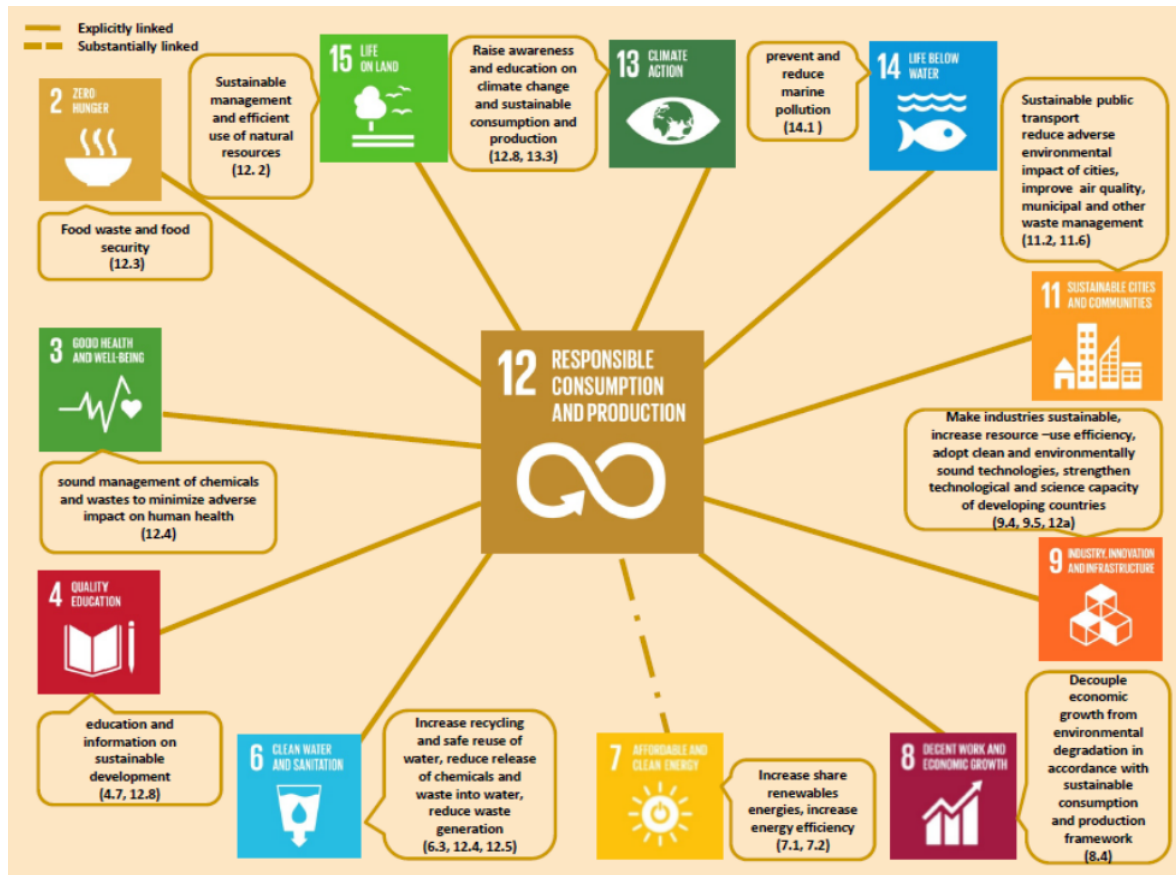 Explicitly linked
Substantially linked
2 ZERO
HUNGER
Food waste and food
security
(12.3)
Sustainable
management
and efficient
use of natural
resources
(12. 2)
15 LIFE
ON LAND
Raise awareness
and education on
climate change
and sustainable
consumption and
production
(12.8, 13.3)
13 CLIMATE
ACTION
prevent and
reduce
marine
pollution
(14.1 )
14 LIFE BELOW
WATER
Sustainable public
transport
reduce adverse
environmental
impact of cities,
improve air quality,
municipal and other
waste management
(11.2, 11.6)
11 SUSTAINABLE CITIES
AND COMMUNITIES
3 GOOD HEALTH
AND WELL-BEING
sound management of chemicals
and wastes to minimize adverse
impact on human health
(12.4)
12 RESPONSIBLE
CONSUMPTION
AND PRODUCTION
Make industries sustainable,
increase resource –use efficiency,
adopt clean and environmentally
sound technologies, strengthen
technological and science capacity
of developing countries
(9.4, 9.5, 12a)
9 INDUSTRY, INNOVATION
AND INFRASTRUCTURE
4 QUALITY
EDUCATION
education and
information on
sustainable
development
(4.7, 12.8)
6 CLEAN WATER
AND SANITATION
Increase recycling
and safe reuse of
water, reduce release
of chemicals and
waste into water,
reduce waste
generation
(6.3, 12.4, 12.5)
7 AFFORDABLE AND
CLEAN ENERGY
Increase share
renewables
energies, increase
energy efficiency
(7.1, 7.2)
8 DECENT WORK AND
ECONOMIC GROWTH
Decouple
economic
growth from
environmental
degradation in
accordance with
sustainable
consumption
and production
framework
(8.4)